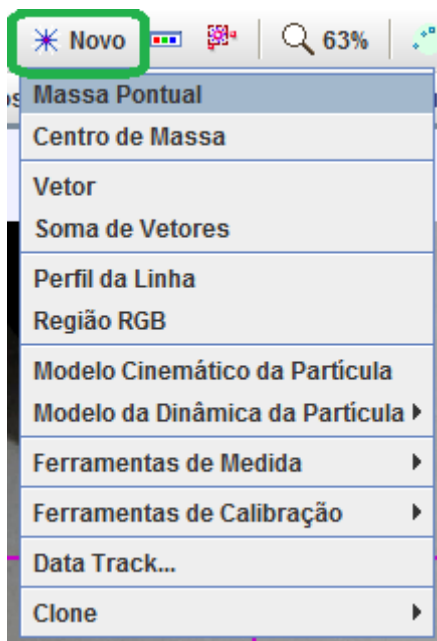 Novo
63%
Massa Pontual
Centro de Massa
Vetor
Soma de Vetores
Perfil da Linha
Região RGB
Modelo Cinemático da Partícula
Modelo da Dinâmica da Partícula
Ferramentas de Medida
Ferramentas de Calibração
Data Track...
Clone